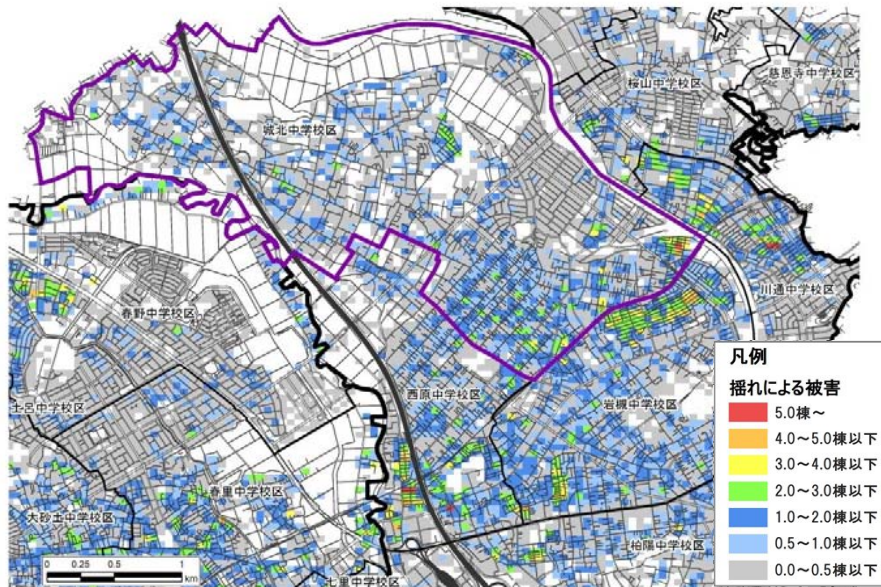 桜山中学校区
慈恩寺中学校区
城北中学校区
川通中学校区
春野中学校区
土呂中学校区
西原中学校区
岩槻中学校区
春里中学校区
大砂土中学校区
柏陽中学校区
七里中学校区
凡例
揺れによる被害
5.0棟～
4.0～5.0棟以下
3.0～4.0棟以下
2.0～3.0棟以下
1.0～2.0棟以下
0.5～1.0棟以下
0.0～0.5棟以下
0 0.25 0.5 1
km